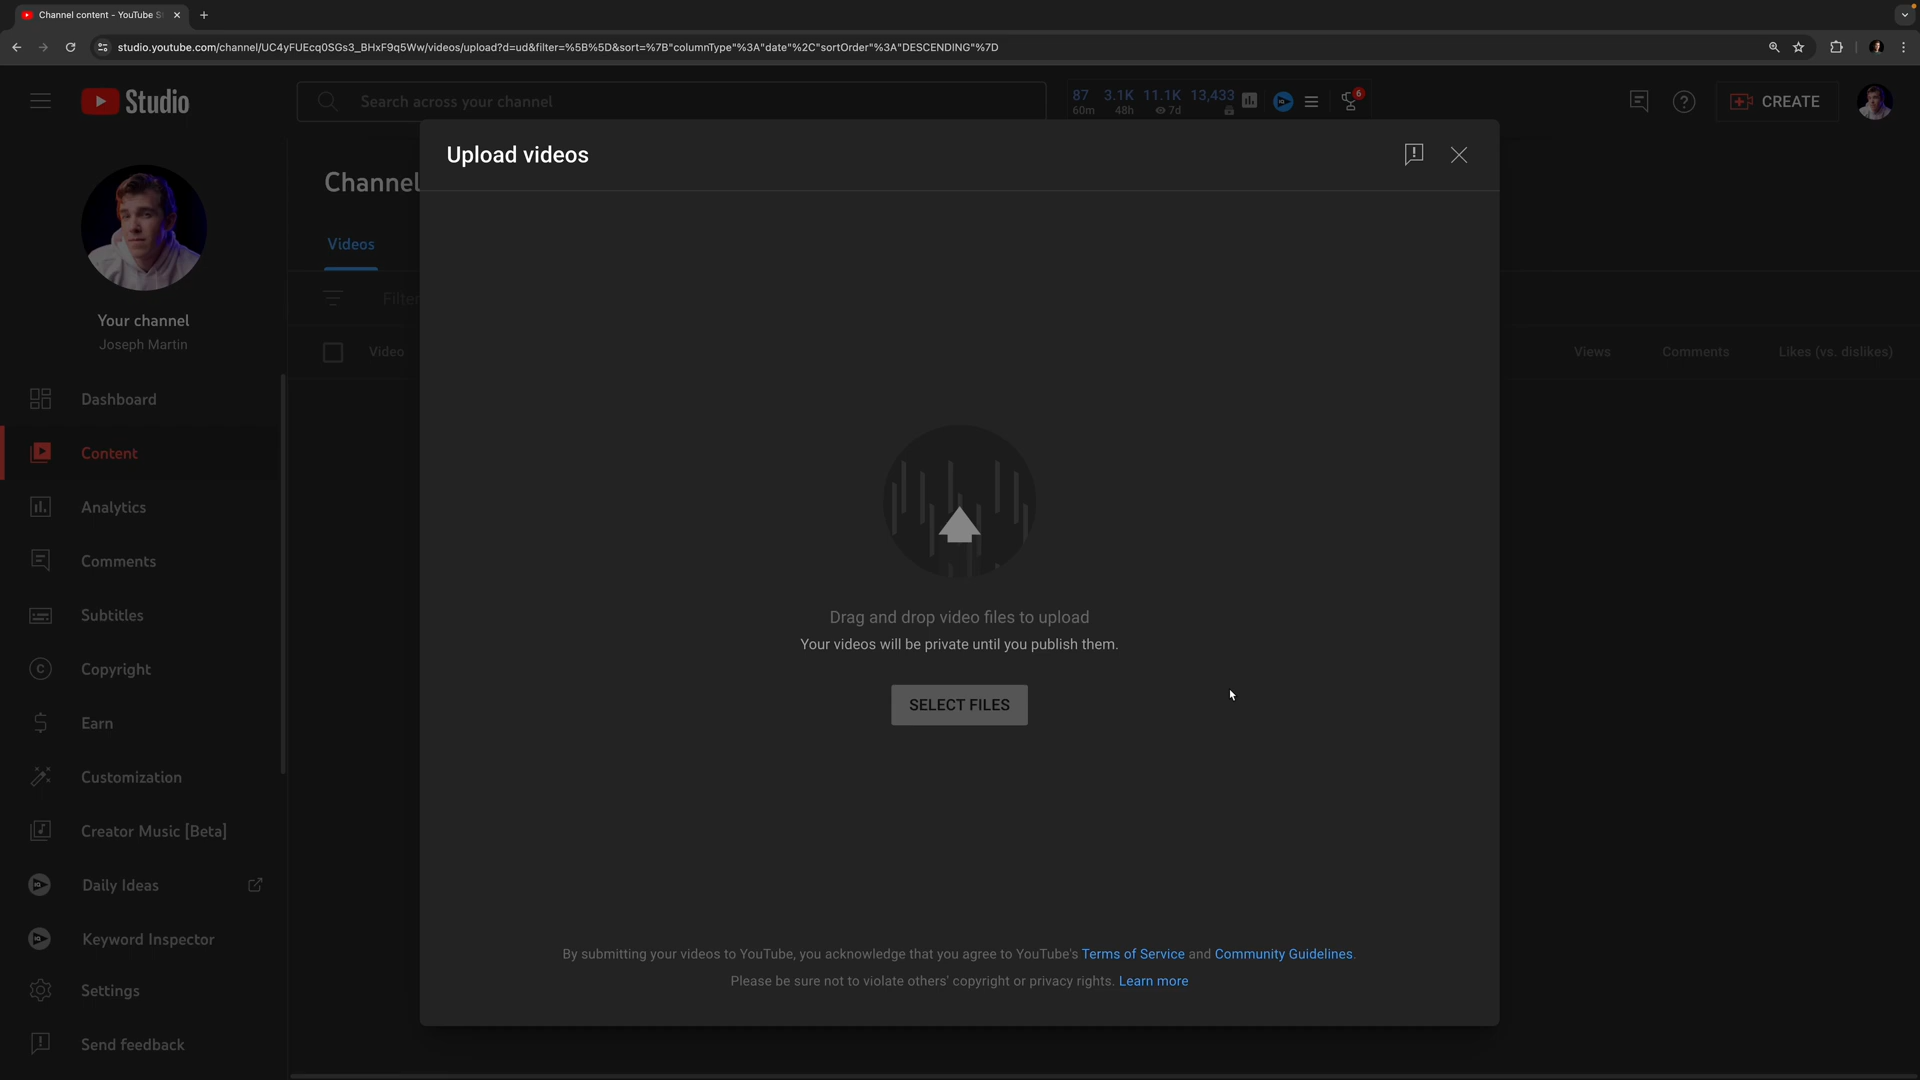 Channel content - YouTube S
studio.youtube.com/channel/UC4yFUEcq0SGs3_BHxF9q5Ww/videos/upload?d=ud&filter=%5B%5D&sort=%7B"columnType"%3A"date"%2C"sortOrder"%3A"DESCENDING"%7D
Studio
Search across your channel
87 3.1K 11.1K 13,433
60m 48h 7d
6
?
CREATE
Upload videos
Channel
Videos
Filter
Video
Views Comments Likes (vs. dislikes)
Your channel
Joseph Martin
Dashboard
Content
Analytics
Comments
Subtitles
Copyright
Earn
Customization
Creator Music [Beta]
Daily Ideas
Keyword Inspector
Settings
Send feedback
Drag and drop video files to upload
Your videos will be private until you publish them.
SELECT FILES
By submitting your videos to YouTube, you acknowledge that you agree to YouTube's Terms of Service and Community Guidelines.
Please be sure not to violate others' copyright or privacy rights. Learn more